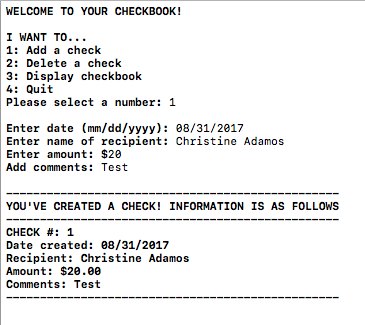 WELCOME TO YOUR CHECKBOOK!
I WANT TO...
1: Add a check
2: Delete a check
3: Display checkbook
4: Quit
Please select a number: 1
Enter date (mm/dd/yyyy): 08/31/2017
Enter name of recipient: Christine Adamos
Enter amount: $20
Add comments: Test
————————————————————————————————
YOU'VE CREATED A CHECK! INFORMATION IS AS FOLLOWS
————————————————————————————————
CHECK #: 1
Date created: 08/31/2017
Recipient: Christine Adamos
Amount: $20.00
Comments: Test
————————————————————————————————